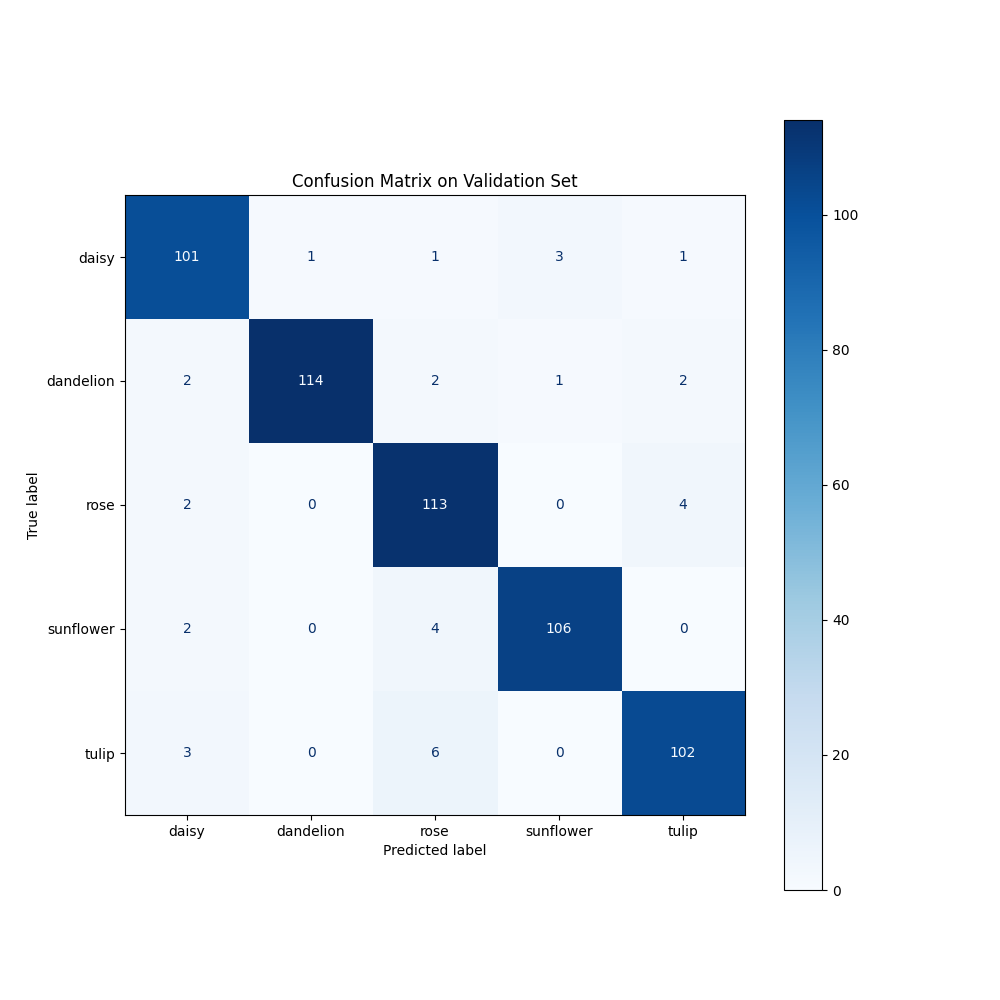 Confusion Matrix on Validation Set
daisy 101 1 1 3 1
dandelion 2 114 2 1 2
rose 2 0 113 0 4
sunflower 2 0 4 106 0
tulip 3 0 6 0 102
daisy dandelion rose sunflower tulip
Predicted label
True label
100
80
60
40
20
0